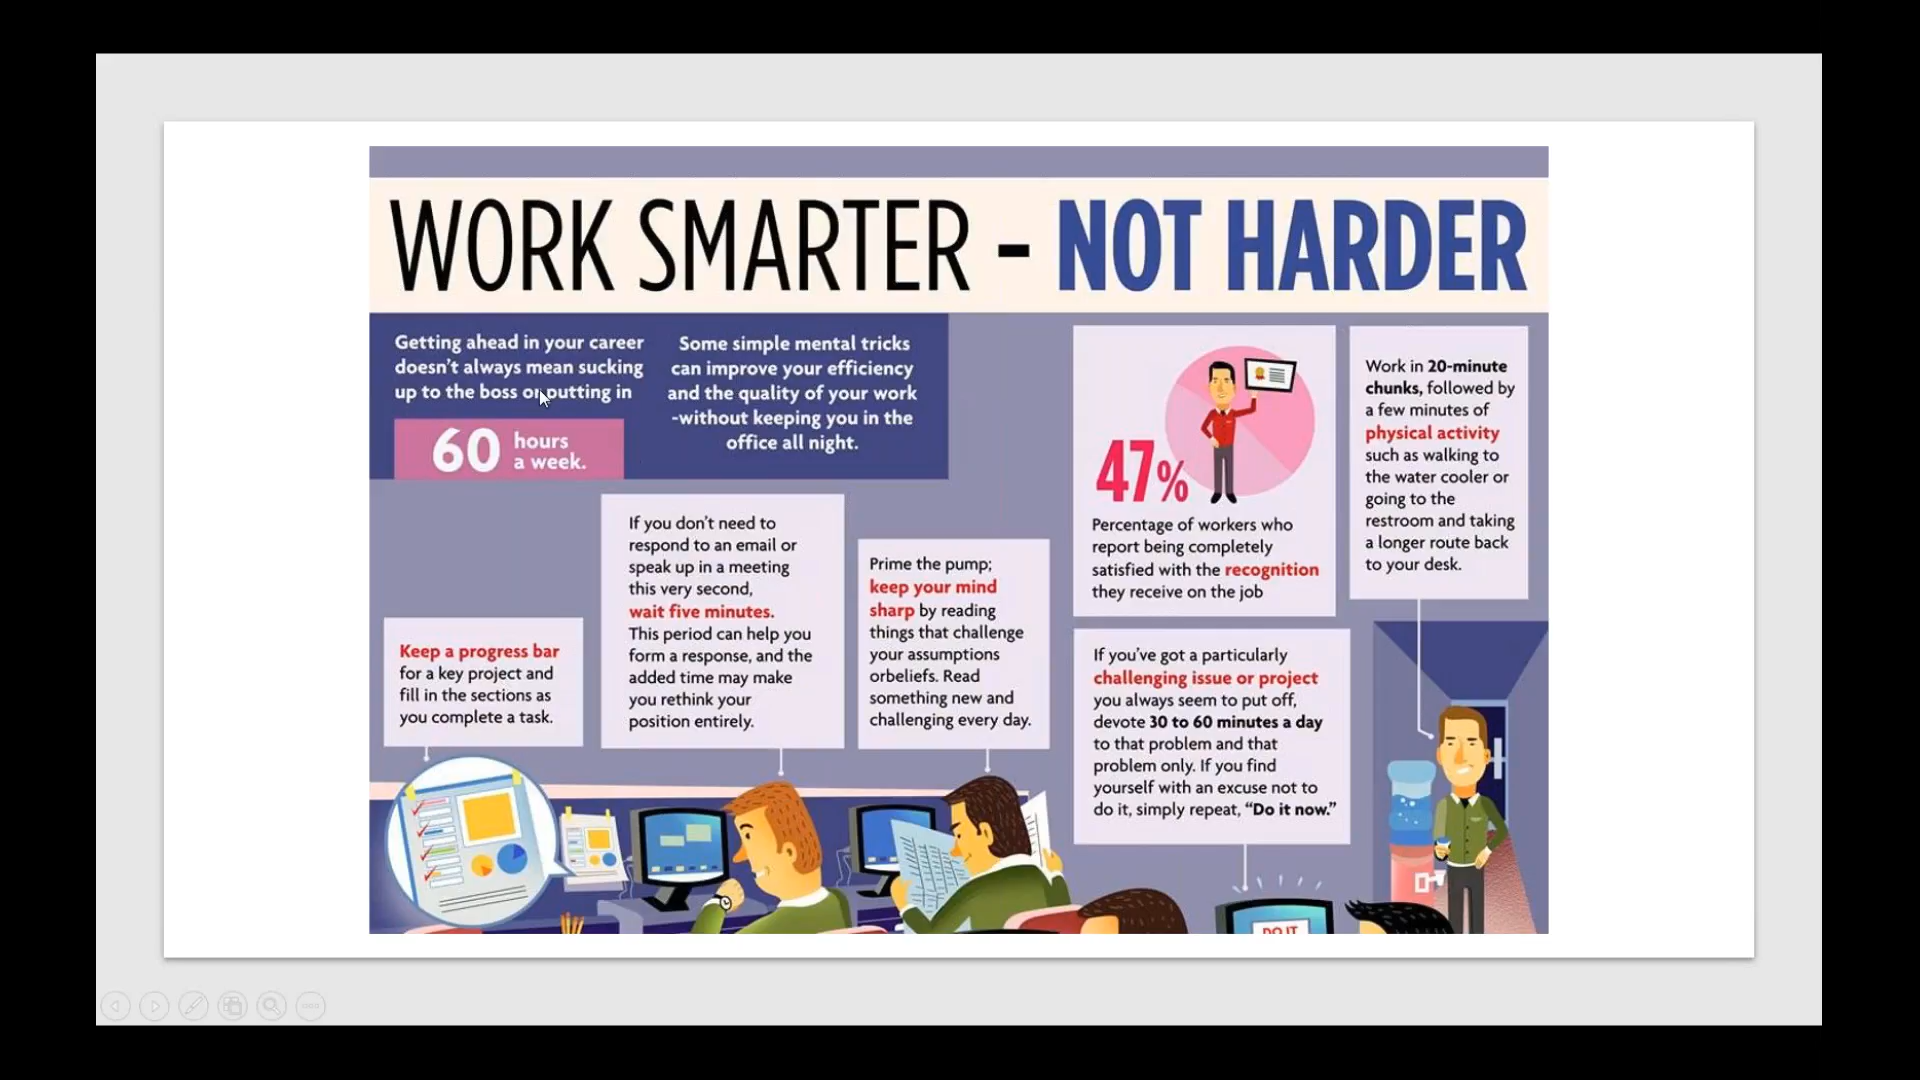 WORK SMARTER - NOT HARDER
Getting ahead in your career
doesn't always mean sucking
up to the boss or putting in
60 hours
a week.
Some simple mental tricks
can improve your efficiency
and the quality of your work
-without keeping you in the
office all night.
47%
Percentage of workers who
report being completely
satisfied with the recognition
they receive on the job
Work in 20-minute
chunks, followed by
a few minutes of
physical activity
such as walking to
the water cooler or
going to the
restroom and taking
a longer route back
to your desk.
If you don't need to
respond to an email or
speak up in a meeting
this very second,
wait five minutes.
This period can help you
form a response, and the
added time may make
you rethink your
position entirely.
Prime the pump;
keep your mind
sharp by reading
things that challenge
your assumptions
orbeliefs. Read
something new and
challenging every day.
Keep a progress bar
for a key project and
fill in the sections as
you complete a task.
If you've got a particularly
challenging issue or project
you always seem to put off,
devote 30 to 60 minutes a day
to that problem and that
problem only. If you find
yourself with an excuse not to
do it, simply repeat, “Do it now.”
DO IT